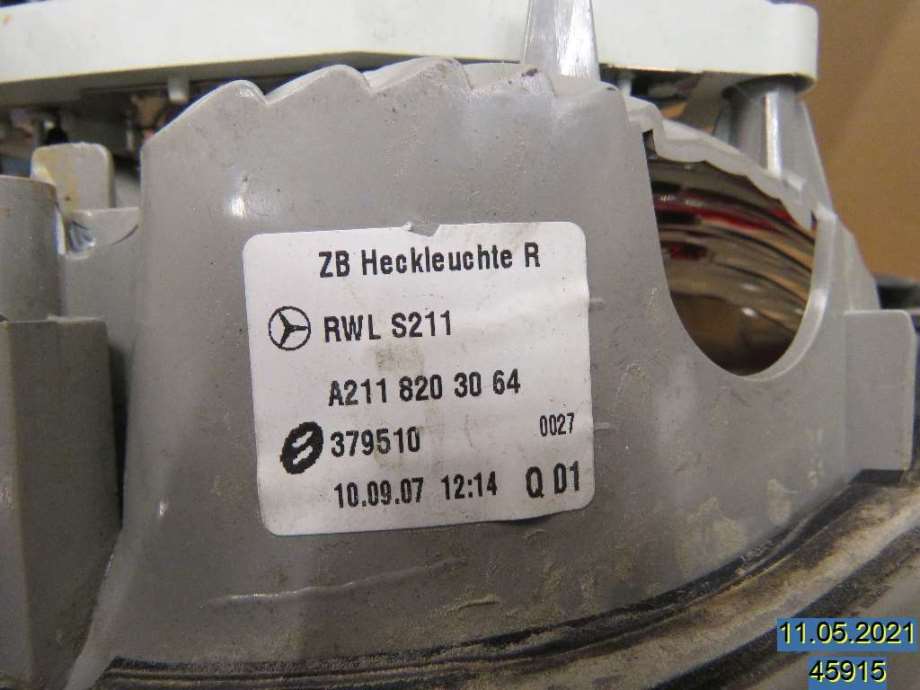 ZB Heckleuchte R
RWL S211
A211 820 30 64
379510 0027
10.09.07 12:14 Q D1
11.05.2021
45915